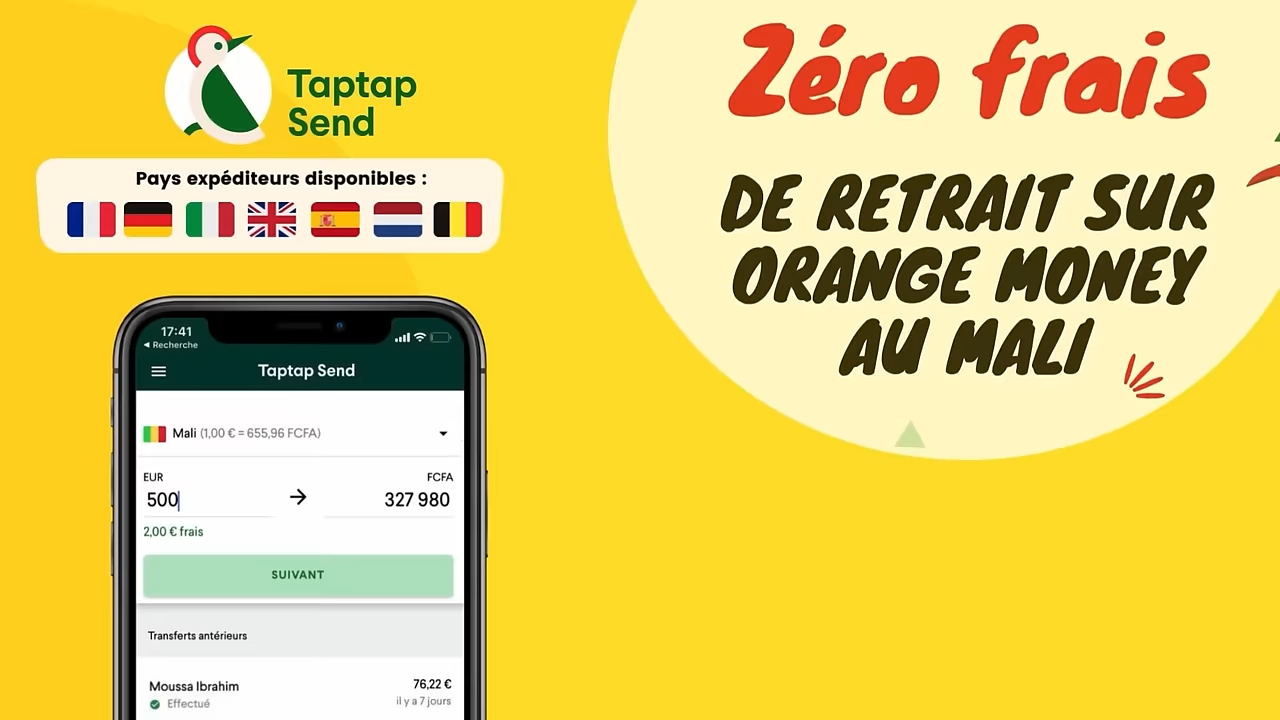 Taptap
Send
Pays expéditeurs disponibles :
17:41
◀ Recherche
Taptap Send
Mali (1,00 € = 655,96 FCFA)
EUR
FCFA
500
327 980
2,00 € frais
SUIVANT
Transferts antérieurs
Moussa Ibrahim
76,22 €
Effectué
il y a 7 jours
Zéro frais
DE RETRAIT SUR
ORANGE MONEY
AU MALI